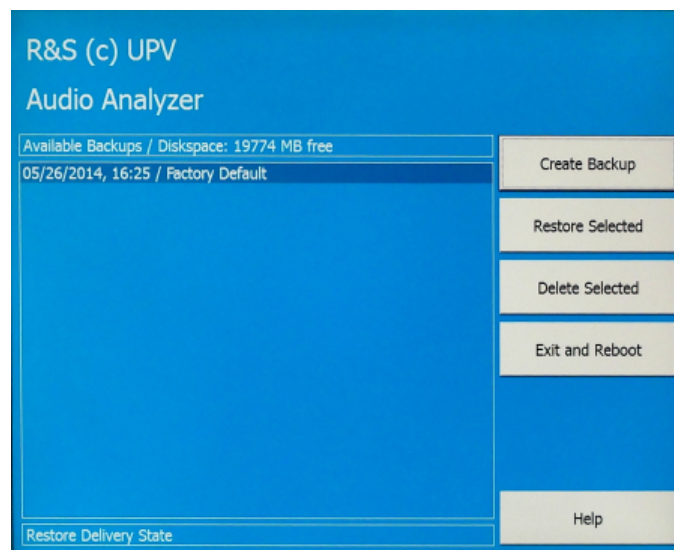 R&S (c) UPV
Audio Analyzer
Available Backups / Diskspace: 19774 MB free
05/26/2014, 16:25 / Factory Default
Create Backup
Restore Selected
Delete Selected
Exit and Reboot
Help
Restore Delivery State